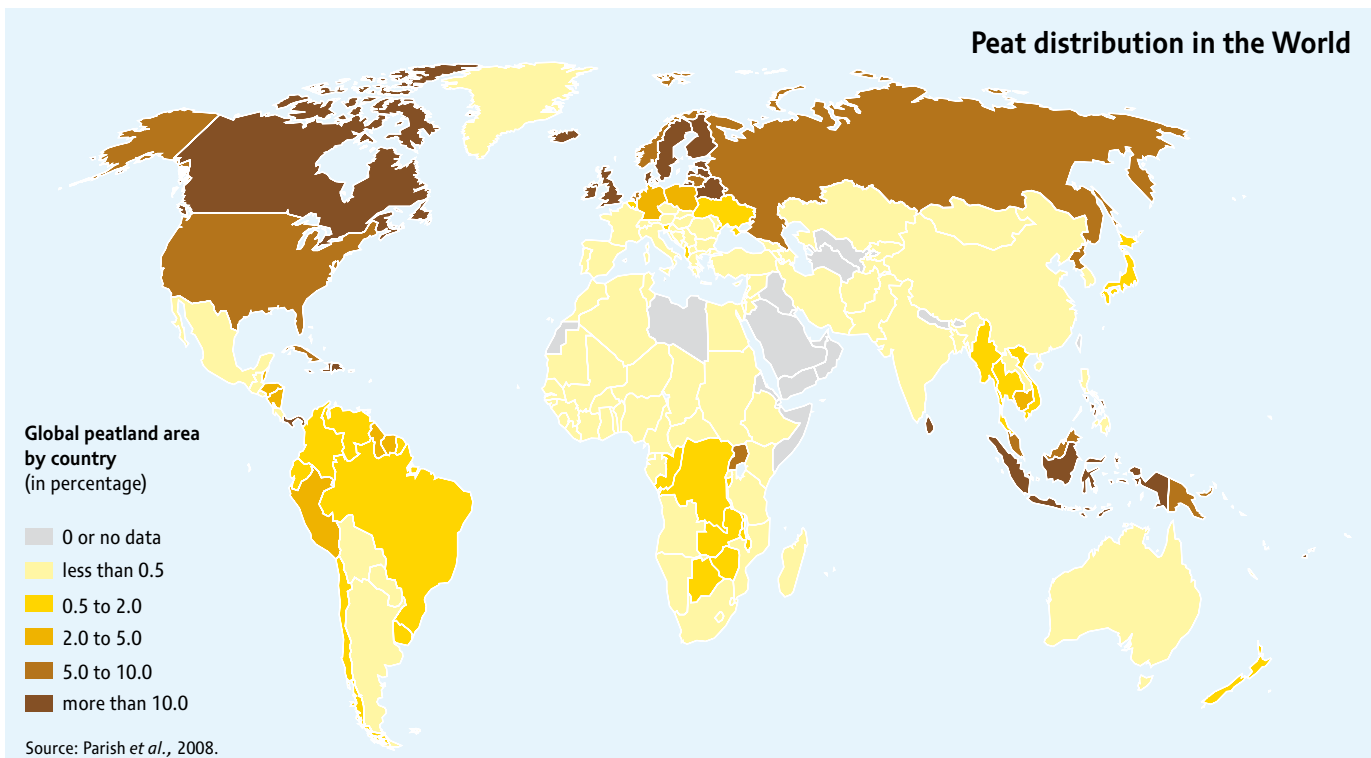 Peat distribution in the World
Global peatland area
by country
(in percentage)
0 or no data
less than 0.5
0.5 to 2.0
2.0 to 5.0
5.0 to 10.0
more than 10.0
Source: Parish et al., 2008.